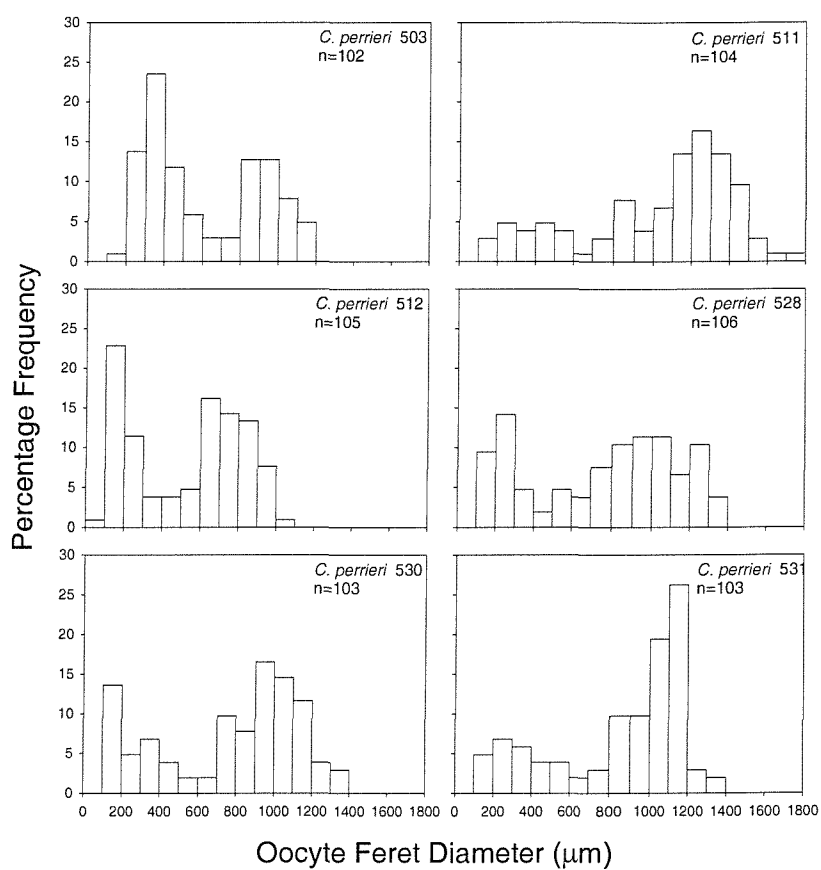 30
25
20
15
10
5
0
C. perrieri 503
n=102
C. perrieri 511
n=104
30
25
20
15
10
5
0
C. perrieri 512
n=105
C. perrieri 528
n=106
30
25
20
15
10
5
0
C. perrieri 530
n=103
C. perrieri 531
n=103
0 200 400 600 800 1000 1200 1400 1600 1800
0 200 400 600 800 1000 1200 1400 1600 1800
Percentage Frequency
Oocyte Feret Diameter (μm)